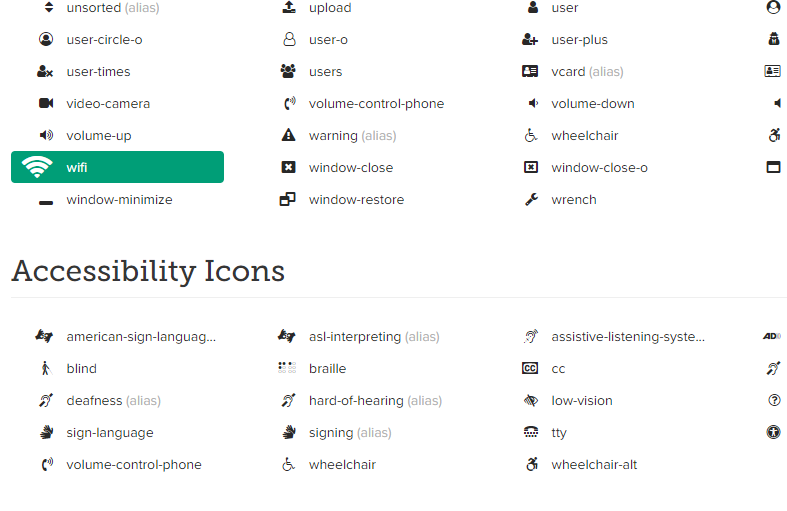 unsorted (alias) upload user
user-circle-o user-o user-plus
user-times users vcard (alias)
video-camera volume-control-phone volume-down
volume-up warning (alias) wheelchair
wifi window-close window-close-o
window-minimize window-restore wrench
Accessibility Icons
american-sign-languag... asl-interpreting (alias) assistive-listening-syste... AD
blind braille CC cc
deafness (alias) hard-of-hearing (alias) low-vision
sign-language signing (alias) tty
volume-control-phone wheelchair wheelchair-alt